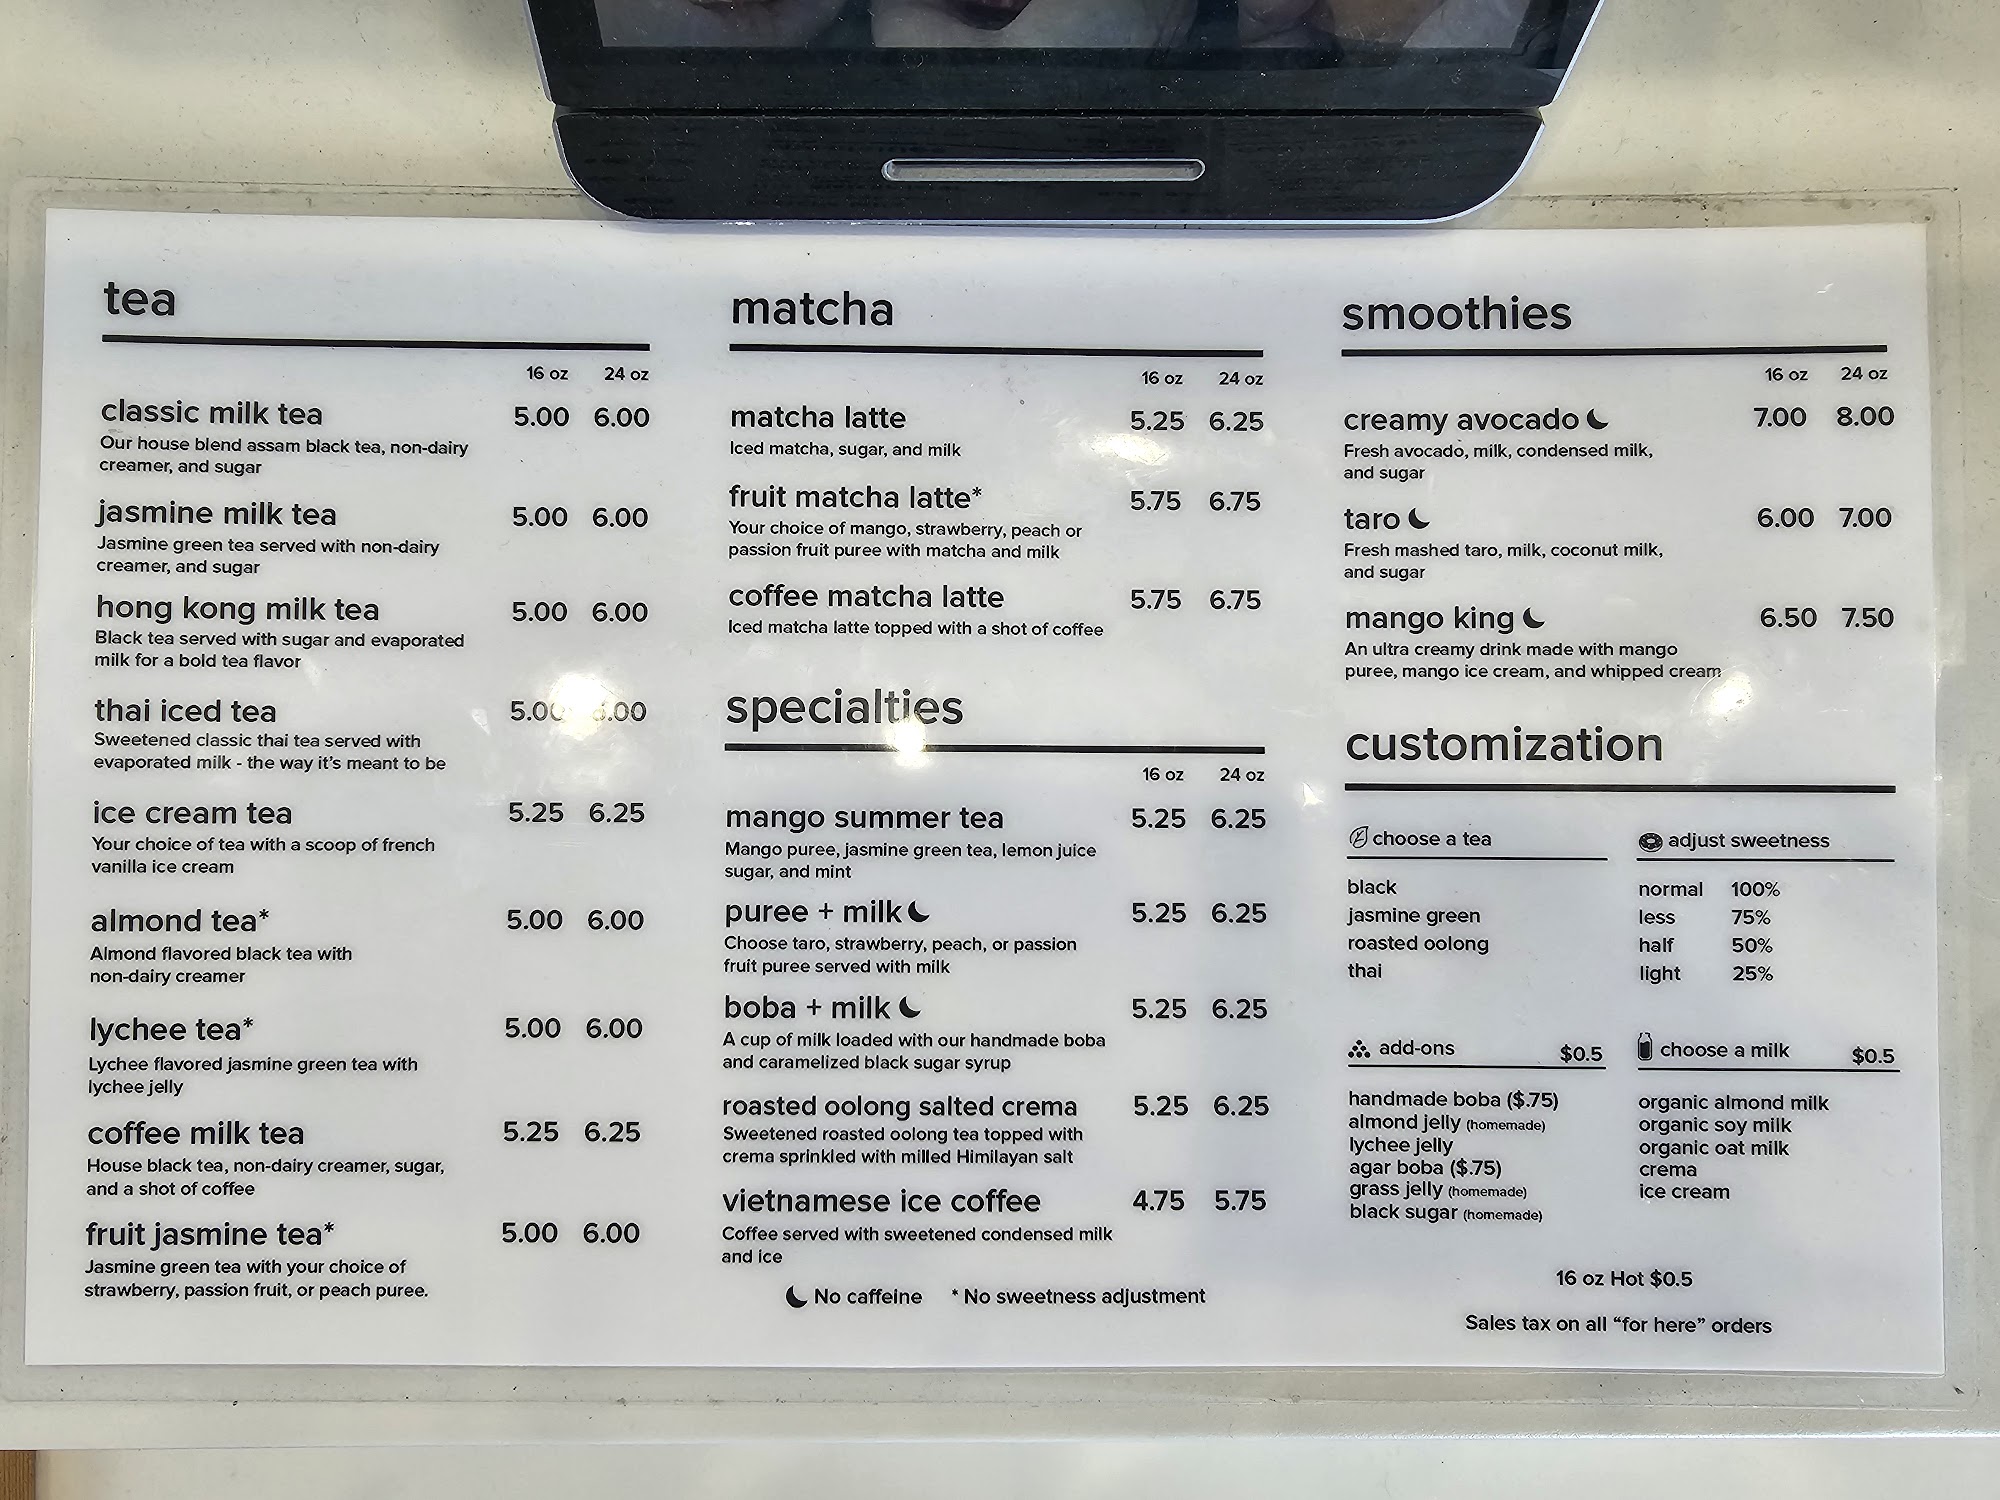 tea
16 oz 24 oz
classic milk tea 5.00 6.00
Our house blend assam black tea, non-dairy
creamer, and sugar
jasmine milk tea 5.00 6.00
Jasmine green tea served with non-dairy
creamer, and sugar
hong kong milk tea 5.00 6.00
Black tea served with sugar and evaporated
milk for a bold tea flavor
thai iced tea 5.00 6.00
Sweetened classic thai tea served with
evaporated milk - the way it's meant to be
ice cream tea 5.25 6.25
Your choice of tea with a scoop of french
vanilla ice cream
almond tea* 5.00 6.00
Almond flavored black tea with
non-dairy creamer
lychee tea* 5.00 6.00
Lychee flavored jasmine green tea with
lychee jelly
coffee milk tea 5.25 6.25
House black tea, non-dairy creamer, sugar,
and a shot of coffee
fruit jasmine tea* 5.00 6.00
Jasmine green tea with your choice of
strawberry, passion fruit, or peach puree.
matcha
16 oz 24 oz
matcha latte 5.25 6.25
Iced matcha, sugar, and milk
fruit matcha latte* 5.75 6.75
Your choice of mango, strawberry, peach or
passion fruit puree with matcha and milk
coffee matcha latte 5.75 6.75
Iced matcha latte topped with a shot of coffee
specialties
16 oz 24 oz
mango summer tea 5.25 6.25
Mango puree, jasmine green tea, lemon juice
sugar, and mint
puree + milk 5.25 6.25
Choose taro, strawberry, peach, or passion
fruit puree served with milk
boba + milk 5.25 6.25
A cup of milk loaded with our handmade boba
and caramelized black sugar syrup
roasted oolong salted crema 5.25 6.25
Sweetened roasted oolong tea topped with
crema sprinkled with milled Himilayan salt
vietnamese ice coffee 4.75 5.75
Coffee served with sweetened condensed milk
and ice
No caffeine * No sweetness adjustment
smoothies
16 oz 24 oz
creamy avocado 7.00 8.00
Fresh avocado, milk, condensed milk,
and sugar
taro 6.00 7.00
Fresh mashed taro, milk, coconut milk,
and sugar
mango king 6.50 7.50
An ultra creamy drink made with mango
puree, mango ice cream, and whipped cream
customization
choose a tea
black
jasmine green
roasted oolong
thai
adjust sweetness
normal 100%
less 75%
half 50%
light 25%
add-ons $0.5
handmade boba ($.75)
almond jelly (homemade)
lychee jelly
agar boba ($.75)
grass jelly (homemade)
black sugar (homemade)
choose a milk $0.5
organic almond milk
organic soy milk
organic oat milk
crema
ice cream
16 oz Hot $0.5
Sales tax on all "for here" orders